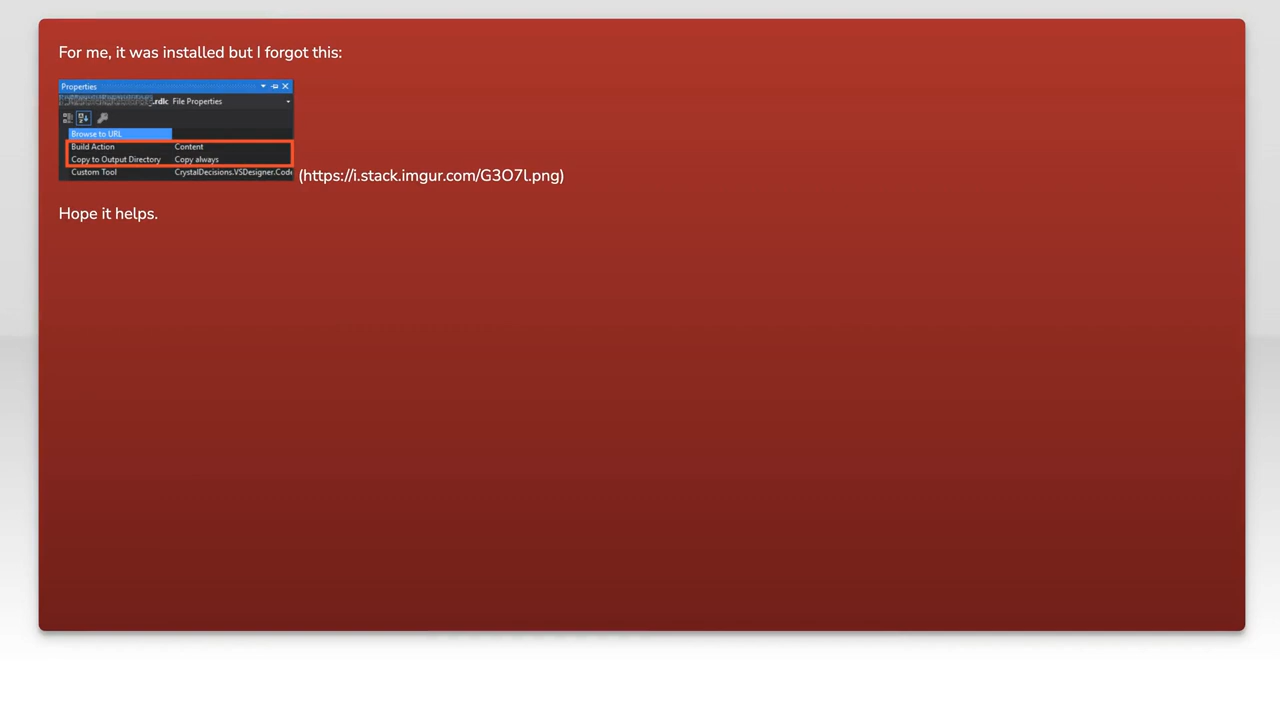 For me, it was installed but I forgot this:
Properties
.rdlc File Properties
Browse to URL
Build Action Content
Copy to Output Directory Copy always
Custom Tool CrystalDecisions.VSDesigner.Code
(https://i.stack.imgur.com/G3O7l.png)
Hope it helps.